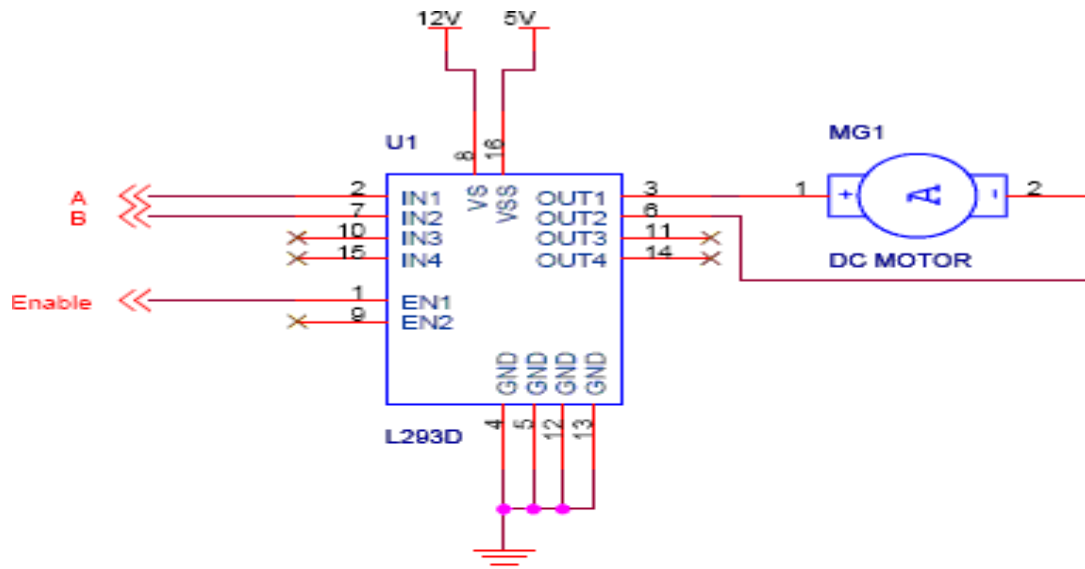 12V 5V
U1
MG1
8 16
A 2 IN1 VS VSS OUT1 3 1 + A - 2
B 7 IN2 OUT2 6
10 IN3 OUT3 11
15 IN4 OUT4 14
DC MOTOR
Enable 1 EN1
9 EN2
GND GND GND GND
L293D 4 5 12 13